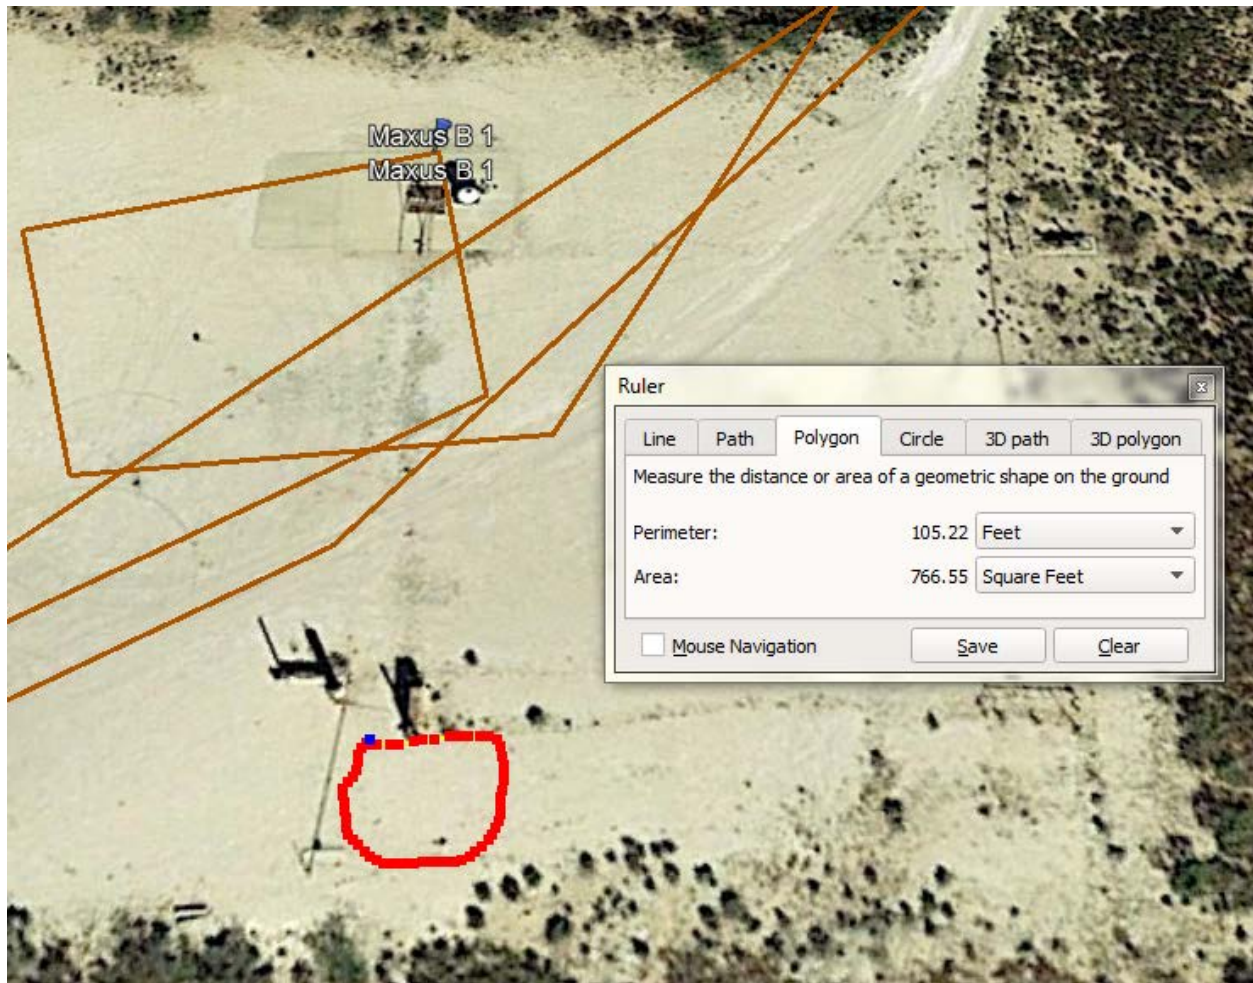 Maxus B 1
Maxus B 1
Ruler
Line Path Polygon Circle 3D path 3D polygon
Measure the distance or area of a geometric shape on the ground
Perimeter: 105.22 Feet
Area: 766.55 Square Feet
Mouse Navigation Save Clear